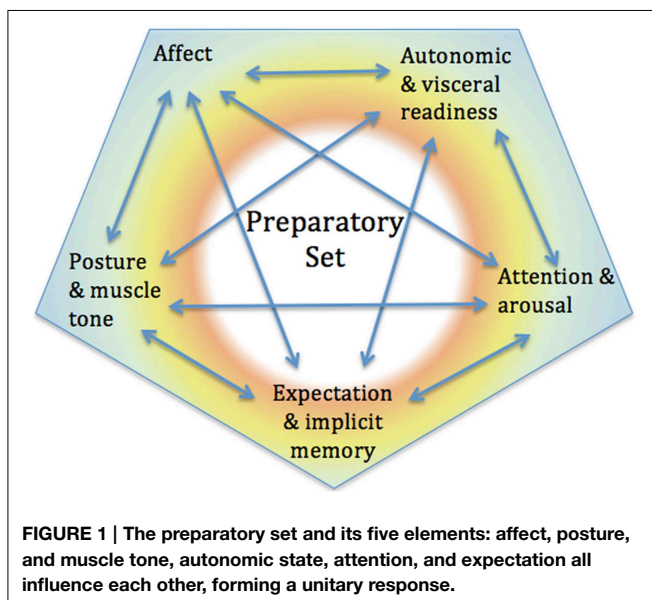 Affect
Autonomic
& visceral
readiness
Preparatory
Set
Posture
& muscle
tone
Attention &
arousal
Expectation
& implicit
memory
FIGURE 1 | The preparatory set and its five elements: affect, posture,
and muscle tone, autonomic state, attention, and expectation all
influence each other, forming a unitary response.